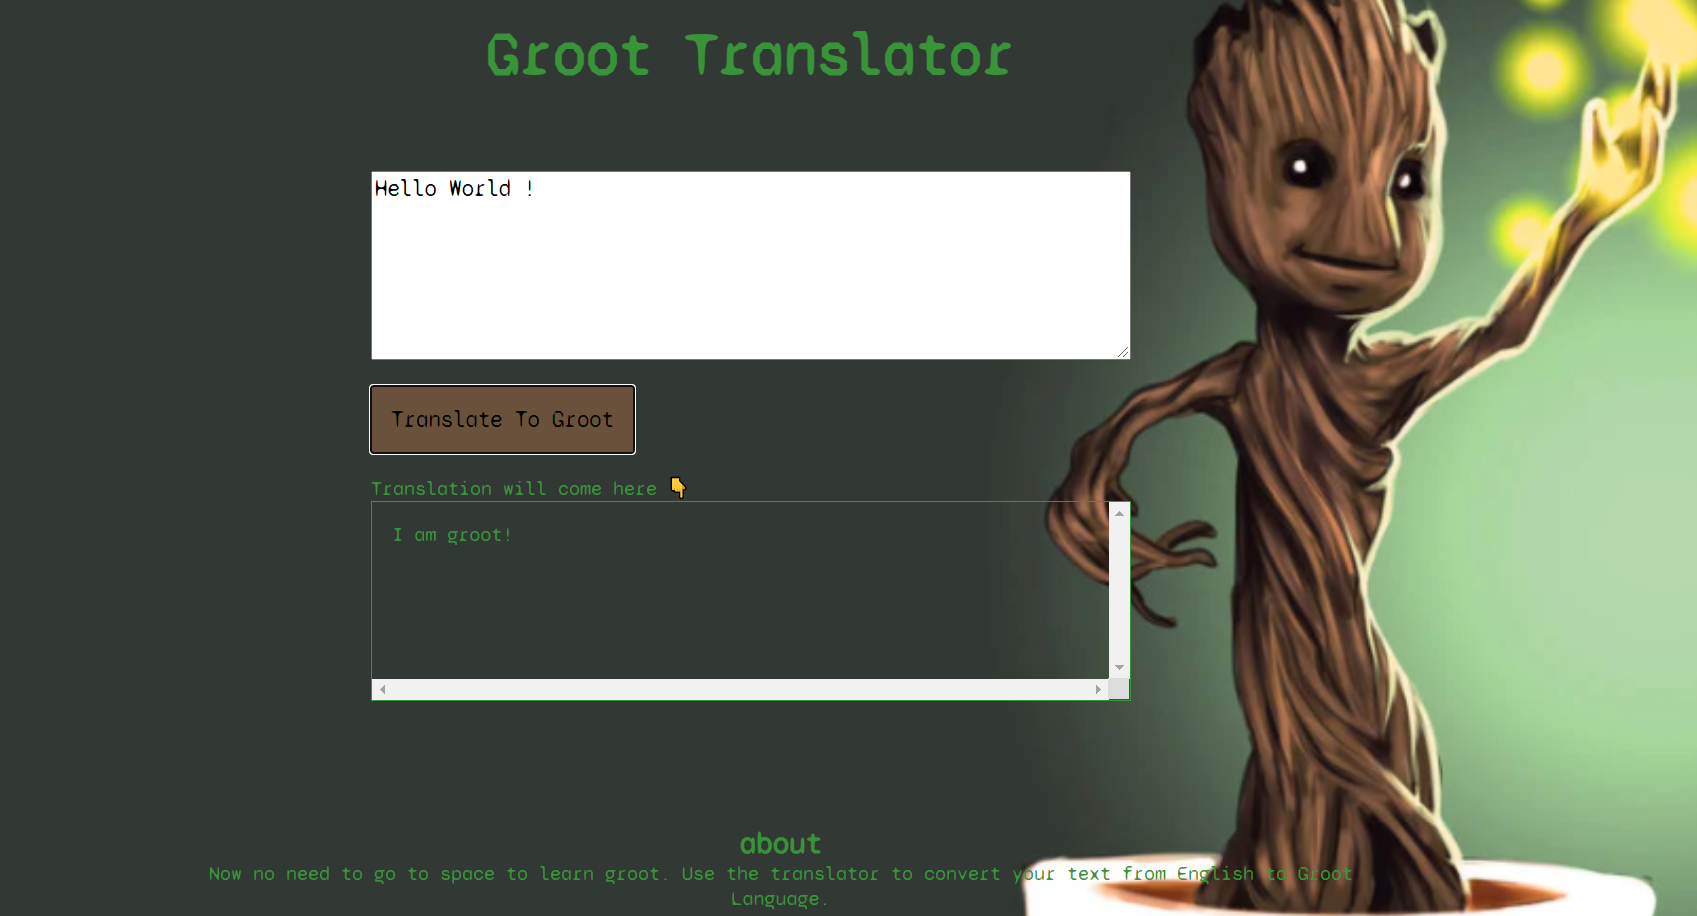 Groot Translator
Hello World !
Translate To Groot
Translation will come here 👇
I am groot!
about
Now no need to go to space to learn groot. Use the translator to convert your text from English to Groot
Language.